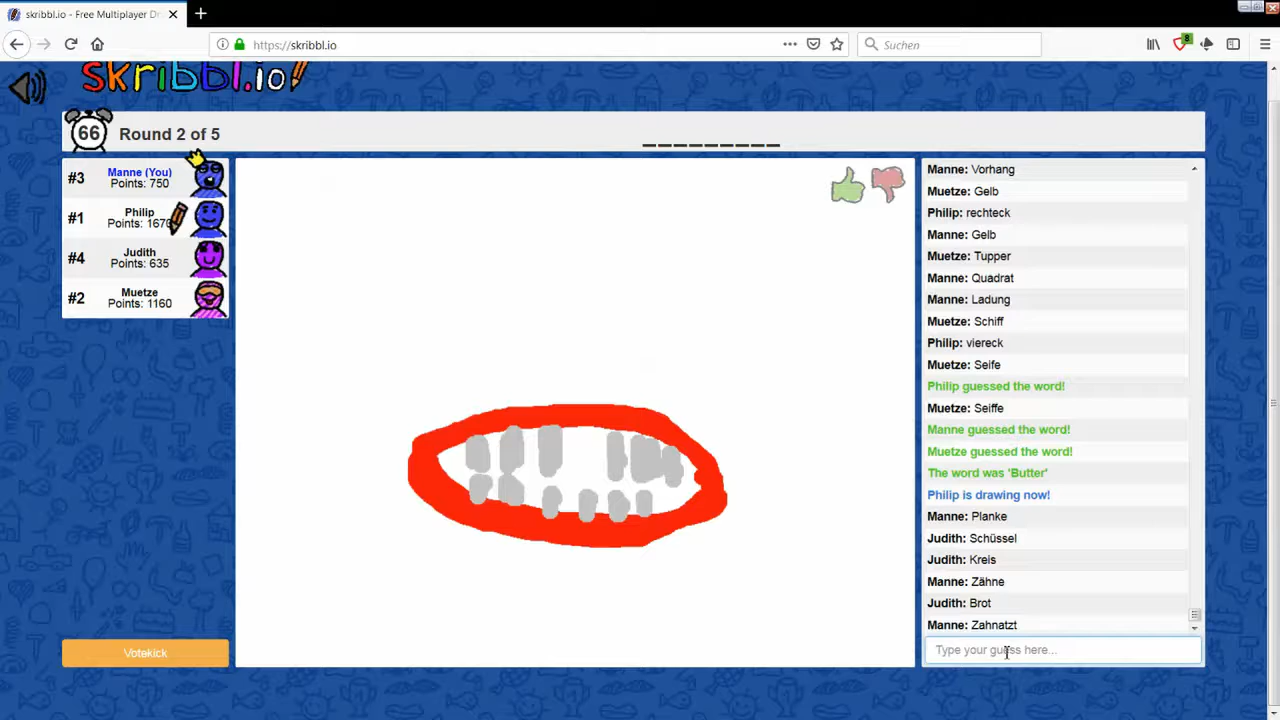 skribbl.io - Free Multiplayer Dr
https://skribbl.io
Suchen
8
skribbl.io!
66
Round 2 of 5
_________
#3
Manne (You)
Points: 750
#1
Philip
Points: 1670
#4
Judith
Points: 635
#2
Muetze
Points: 1160
Votekick
Manne: Vorhang
Muetze: Gelb
Philip: rechteck
Manne: Gelb
Muetze: Tupper
Manne: Quadrat
Manne: Ladung
Muetze: Schiff
Philip: viereck
Muetze: Seife
Philip guessed the word!
Muetze: Seiffe
Manne guessed the word!
Muetze guessed the word!
The word was 'Butter'
Philip is drawing now!
Manne: Planke
Judith: Schüssel
Judith: Kreis
Manne: Zähne
Judith: Brot
Manne: Zahnatzt
Type your guess here...